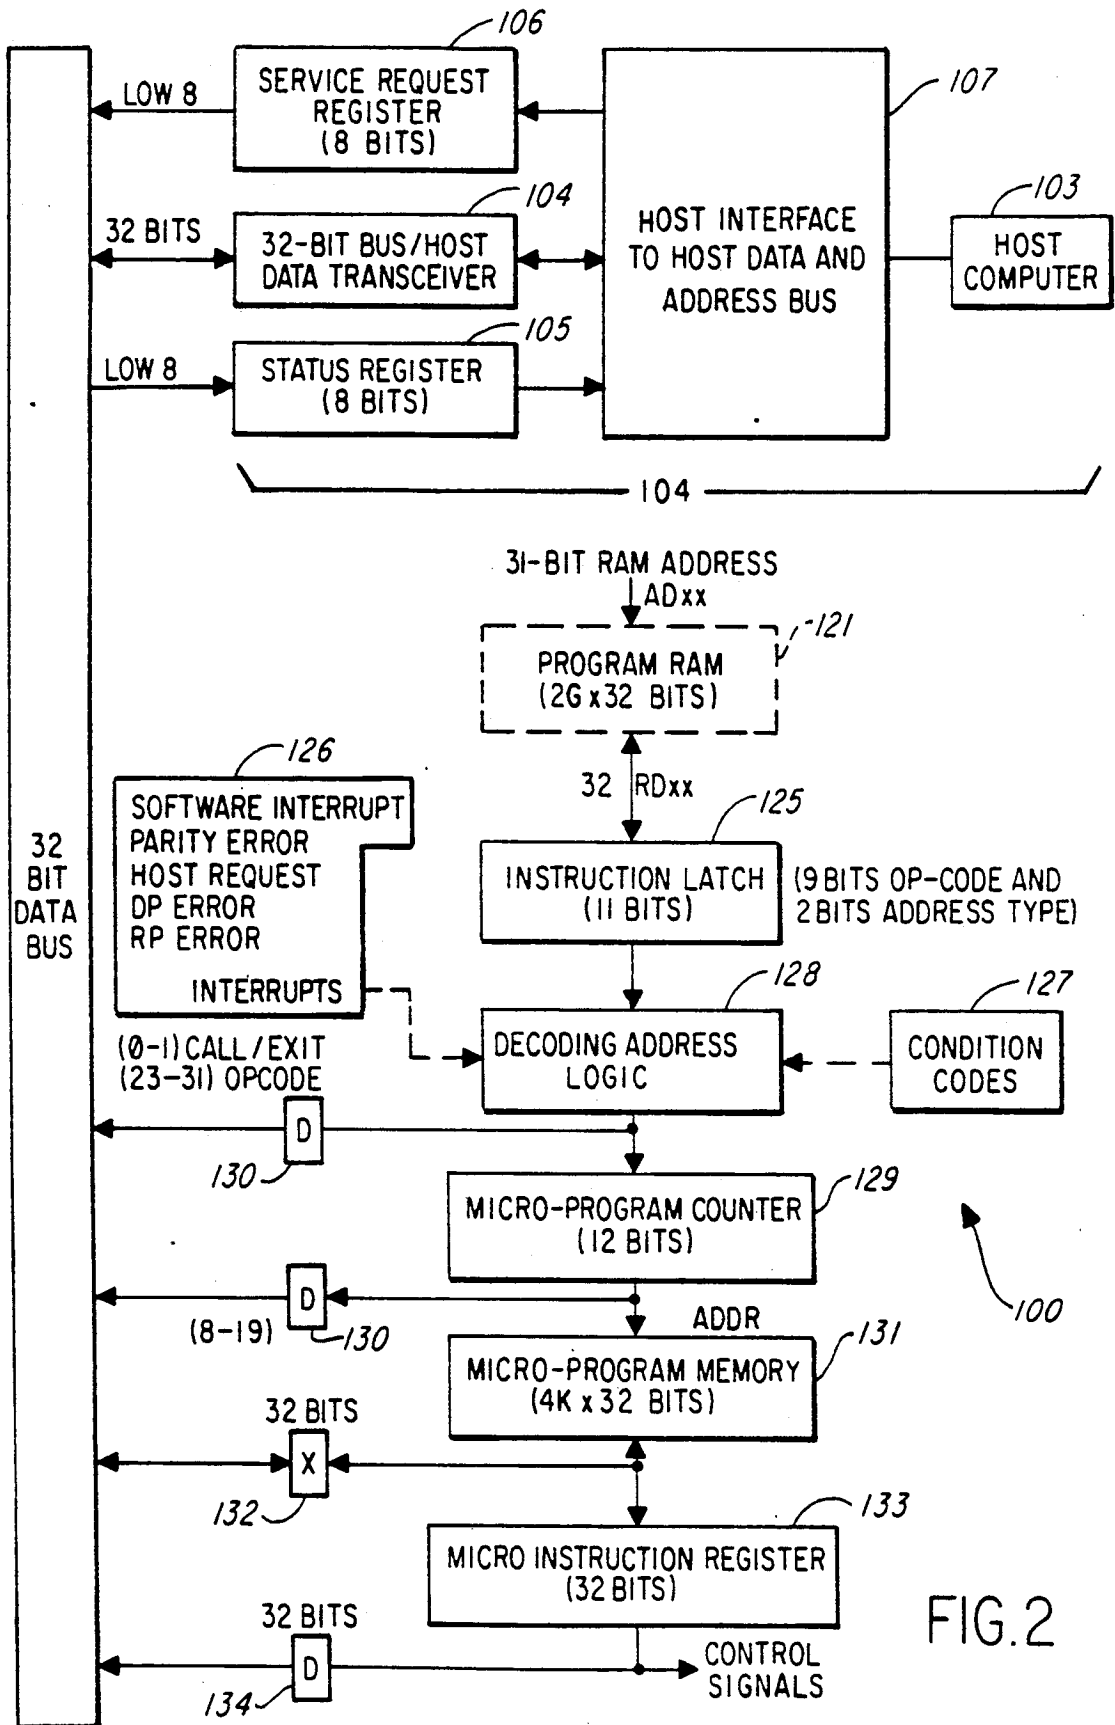 106
SERVICE REQUEST
REGISTER
(8 BITS)
LOW 8
107
104
32 BITS
32-BIT BUS/HOST
DATA TRANSCEIVER
HOST INTERFACE
TO HOST DATA AND
ADDRESS BUS
103
HOST
COMPUTER
105
LOW 8
STATUS REGISTER
(8 BITS)
104
31-BIT RAM ADDRESS
ADxx
121
PROGRAM RAM
(2G x 32 BITS)
32 RDxx
126
SOFTWARE INTERRUPT
PARITY ERROR
HOST REQUEST
DP ERROR
RP ERROR
INTERRUPTS
32
BIT
DATA
BUS
125
INSTRUCTION LATCH
(11 BITS)
(9 BITS OP-CODE AND
2 BITS ADDRESS TYPE)
128
DECODING ADDRESS
LOGIC
127
CONDITION
CODES
(0-1) CALL/EXIT
(23-31) OPCODE
D
130
129
MICRO-PROGRAM COUNTER
(12 BITS)
100
D
(8-19)
130
ADDR
131
MICRO-PROGRAM MEMORY
(4K x 32 BITS)
32 BITS
X
132
133
MICRO INSTRUCTION REGISTER
(32 BITS)
32 BITS
D
134
CONTROL
SIGNALS
FIG.2